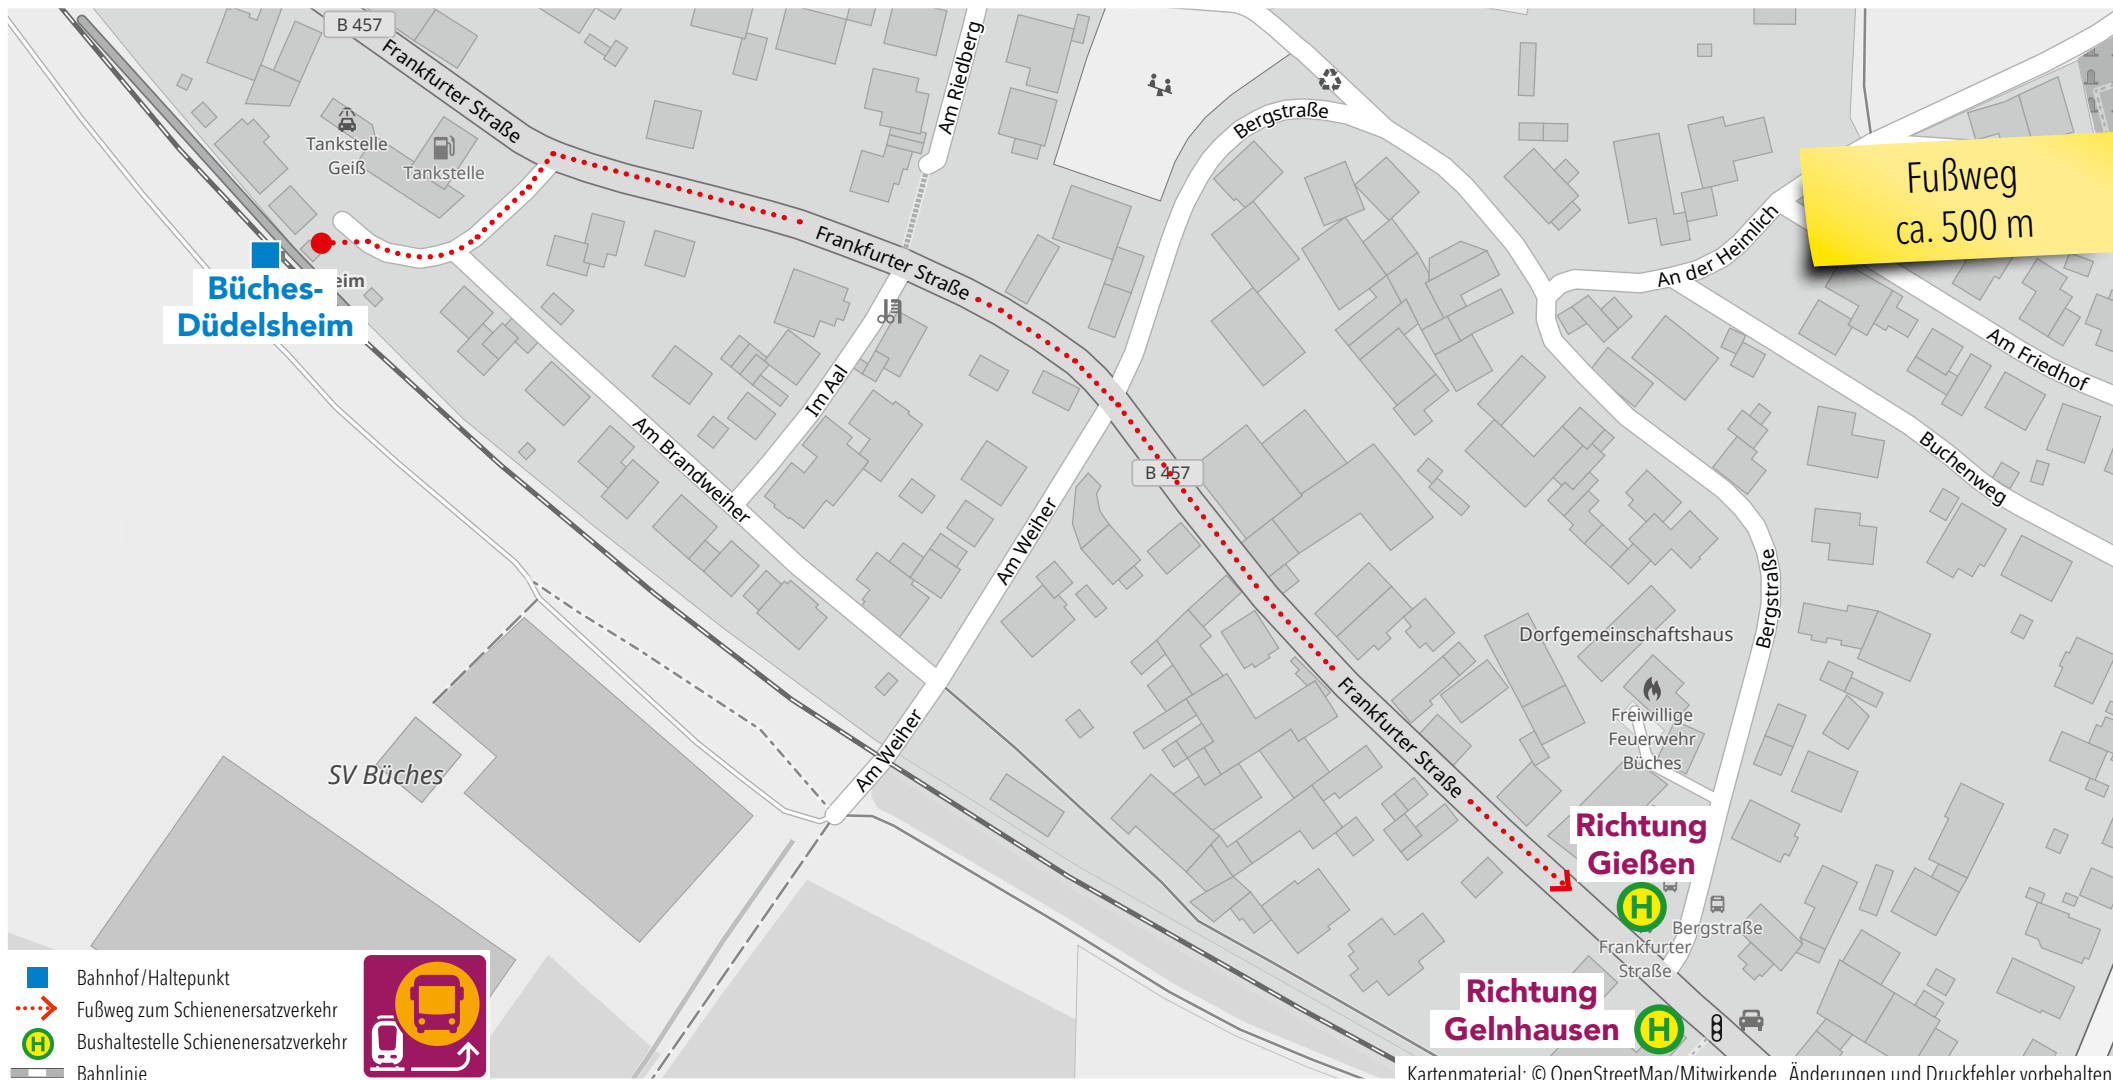 B 457
Frankfurter Straße
Am Riedberg
Bergstraße
Tankstelle
Geiß
Tankstelle
Fußweg
ca. 500 m
An der Heimlich
Frankfurter Straße
eim
Büches-
Düdelsheim
Am Friedhof
Im Aal
Am Brandweiher
Buchenweg
B 457
Am Weiher
Bergstraße
Dorfgemeinschaftshaus
Frankfurter Straße
Freiwillige
Feuerwehr
Büches
Am Weiher
SV Büches
Richtung
Gießen
H
Bergstraße
Frankfurter
Straße
Richtung
Gelnhausen
H
Bahnhof/Haltepunkt
Fußweg zum Schienenersatzverkehr
H Bushaltestelle Schienenersatzverkehr
Bahnlinie
Kartenmaterial: © OpenStreetMap/Mitwirkende Änderungen und Druckfehler vorbehalten